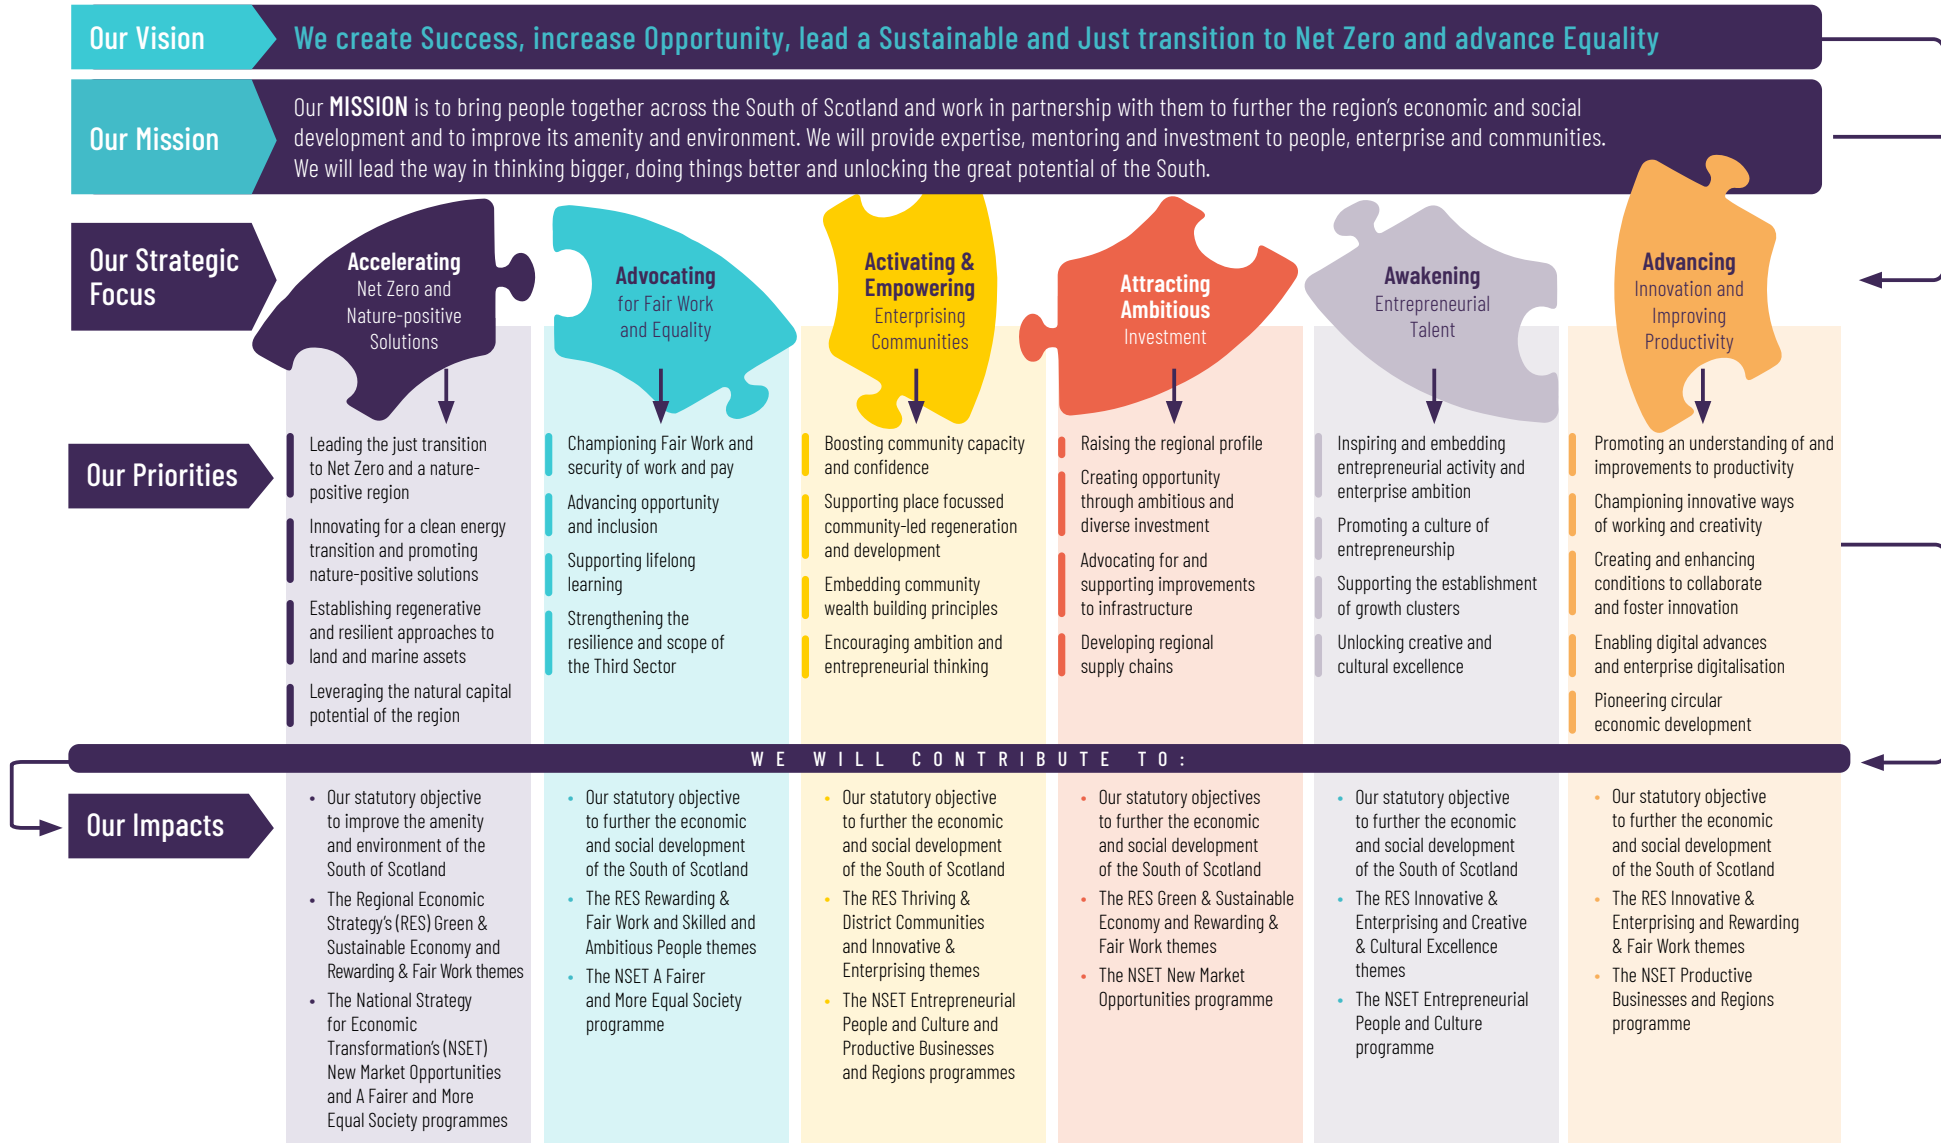 Our Vision
We create Success, increase Opportunity, lead a Sustainable and Just transition to Net Zero and advance Equality
Our Mission
Our MISSION is to bring people together across the South of Scotland and work in partnership with them to further the region's economic and social
development and to improve its amenity and environment. We will provide expertise, mentoring and investment to people, enterprise and communities.
We will lead the way in thinking bigger, doing things better and unlocking the great potential of the South.
Our Strategic
Focus
Accelerating
Net Zero and
Nature-positive
Solutions
Advocating
for Fair Work
and Equality
Activating &
Empowering
Enterprising
Communities
Attracting
Ambitious
Investment
Awakening
Entrepreneurial
Talent
Advancing
Innovation and
Improving
Productivity
Our Priorities
Leading the just transition
to Net Zero and a nature-
positive region
Innovating for a clean energy
transition and promoting
nature-positive solutions
Establishing regenerative
and resilient approaches to
land and marine assets
Leveraging the natural capital
potential of the region
Championing Fair Work and
security of work and pay
Advancing opportunity
and inclusion
Supporting lifelong
learning
Strengthening the
resilience and scope of
the Third Sector
Boosting community capacity
and confidence
Supporting place focussed
community-led regeneration
and development
Embedding community
wealth building principles
Encouraging ambition and
entrepreneurial thinking
Raising the regional profile
Creating opportunity
through ambitious and
diverse investment
Advocating for and
supporting improvements
to infrastructure
Developing regional
supply chains
Inspiring and embedding
entrepreneurial activity and
enterprise ambition
Promoting a culture of
entrepreneurship
Supporting the establishment
of growth clusters
Unlocking creative and
cultural excellence
Promoting an understanding of and
improvements to productivity
Championing innovative ways
of working and creativity
Creating and enhancing
conditions to collaborate
and foster innovation
Enabling digital advances
and enterprise digitalisation
Pioneering circular
economic development
WE WILL CONTRIBUTE TO:
Our Impacts
• Our statutory objective
to improve the amenity
and environment of the
South of Scotland
• The Regional Economic
Strategy's (RES) Green &
Sustainable Economy and
Rewarding & Fair Work themes
• The National Strategy
for Economic
Transformation's (NSET)
New Market Opportunities
and A Fairer and More
Equal Society programmes
• Our statutory objective
to further the economic
and social development
of the South of Scotland
• The RES Rewarding &
Fair Work and Skilled and
Ambitious People themes
• The NSET A Fairer
and More Equal Society
programme
• Our statutory objective
to further the economic
and social development
of the South of Scotland
• The RES Thriving &
District Communities
and Innovative &
Enterprising themes
• The NSET Entrepreneurial
People and Culture and
Productive Businesses
and Regions programmes
• Our statutory objectives
to further the economic
and social development
of the South of Scotland
• The RES Green & Sustainable
Economy and Rewarding &
Fair Work themes
• The NSET New Market
Opportunities programme
• Our statutory objective
to further the economic
and social development
of the South of Scotland
• The RES Innovative &
Enterprising and Creative
& Cultural Excellence
themes
• The NSET Entrepreneurial
People and Culture
programme
• Our statutory objective
to further the economic
and social development
of the South of Scotland
• The RES Innovative &
Enterprising and Rewarding
& Fair Work themes
• The NSET Productive
Businesses and Regions
programme